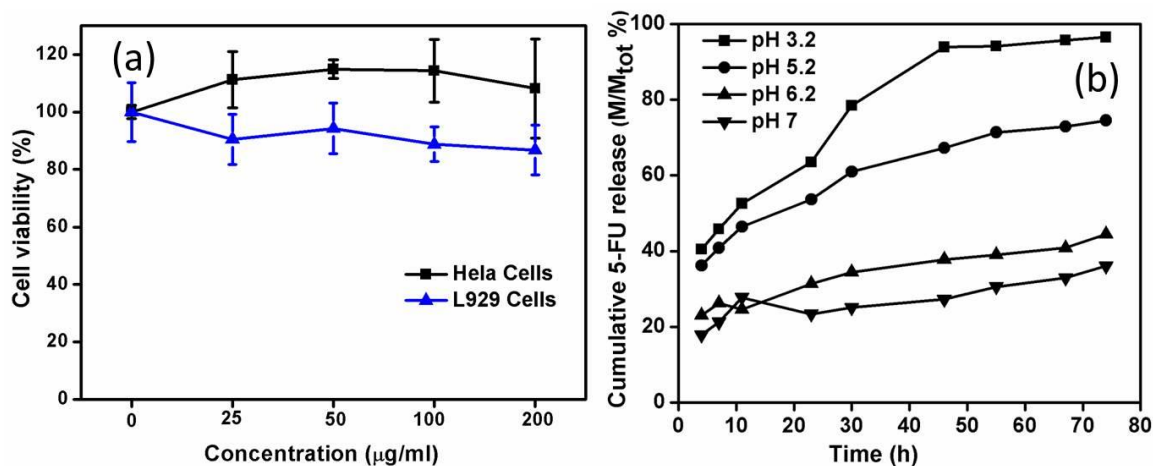 (a)
Cell viability (%)
120
100
80
60
40
20
0
Hela Cells
L929 Cells
0 25 50 100 200
Concentration (μg/ml)
(b)
Cumulative 5-FU release (M/Mtot %)
100
80
60
40
20
0
pH 3.2
pH 5.2
pH 6.2
pH 7
0 10 20 30 40 50 60 70 80
Time (h)